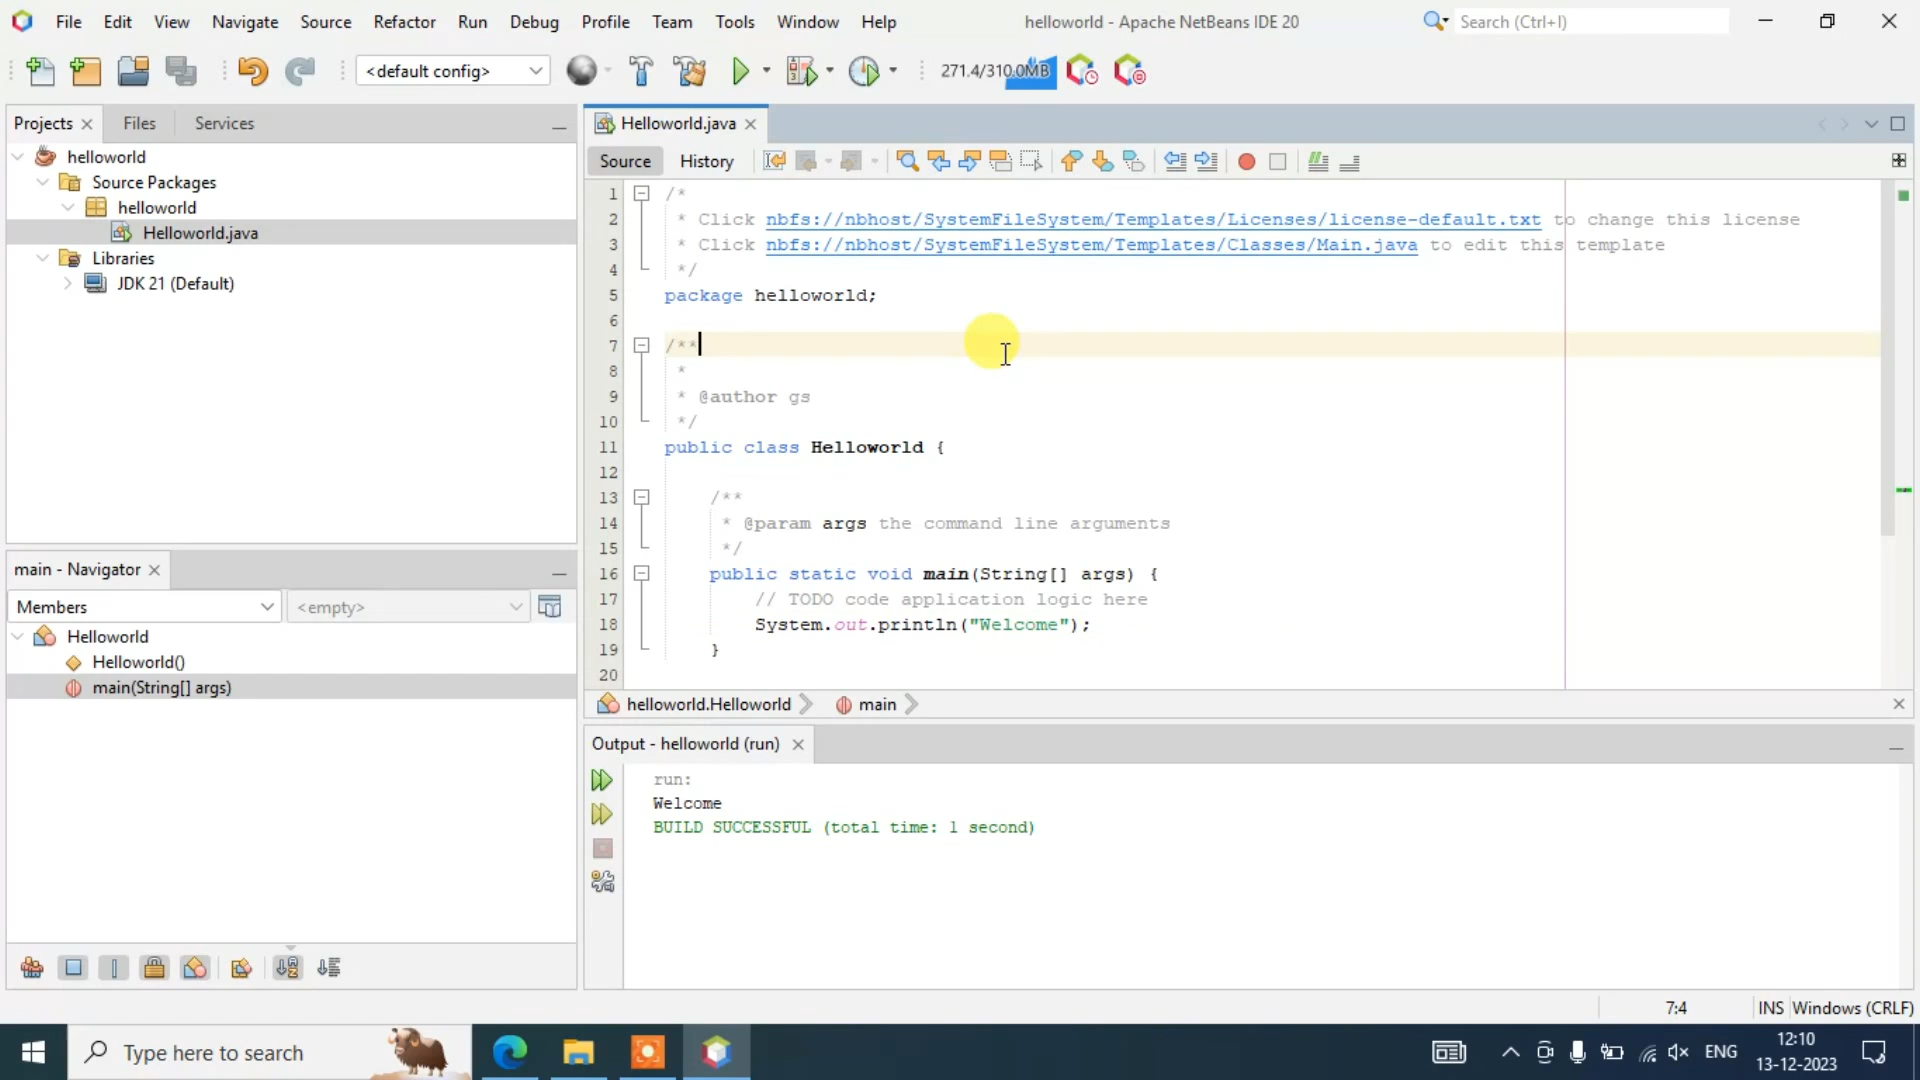 File Edit View Navigate Source Refactor Run Debug Profile Team Tools Window Help
helloworld - Apache NetBeans IDE 20
Search (Ctrl+I)
<default config>
271.4/310.0MB
Projects Files Services
helloworld
Source Packages
helloworld
Helloworld.java
Libraries
JDK 21 (Default)
main - Navigator
Members
<empty>
Helloworld
Helloworld()
main(String[] args)
Helloworld.java
Source History
1 /*
2 * Click nbfs://nbhost/SystemFileSystem/Templates/Licenses/license-default.txt to change this license
3 * Click nbfs://nbhost/SystemFileSystem/Templates/Classes/Main.java to edit this template
4 */
5 package helloworld;
6
7 /**
8 *
9 * @author gs
10 */
11 public class Helloworld {
12
13 /**
14 * @param args the command line arguments
15 */
16 public static void main(String[] args) {
17 // TODO code application logic here
18 System.out.println("Welcome");
19 }
20
helloworld.Helloworld main
Output - helloworld (run)
run:
Welcome
BUILD SUCCESSFUL (total time: 1 second)
7:4 INS Windows (CRLF)
Type here to search
ENG
12:10
13-12-2023